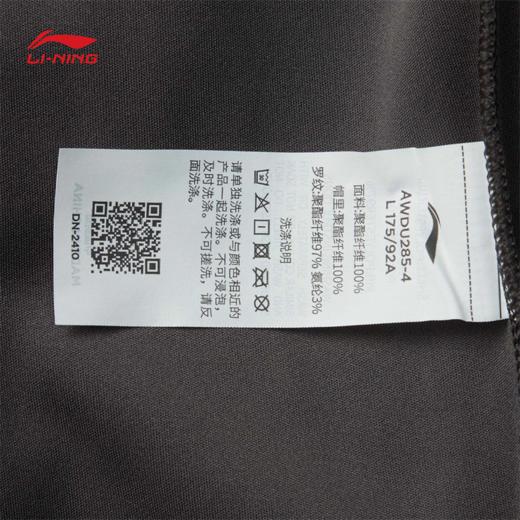 LI-NING
AWDU285-4
L 175/92A
面料:聚酯纤维100%
帽里:聚酯纤维100%
罗纹:聚酯纤维97% 氨纶3%
洗涤说明
请单独洗涤或与颜色相近的
产品一起洗涤。不可浸泡,
及时洗涤。不可搓洗,请反
面洗涤。
DN-2410